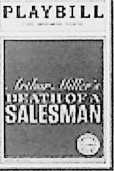 PLAYBILL
Arthur Miller's
DEATH OF A
SALESMAN